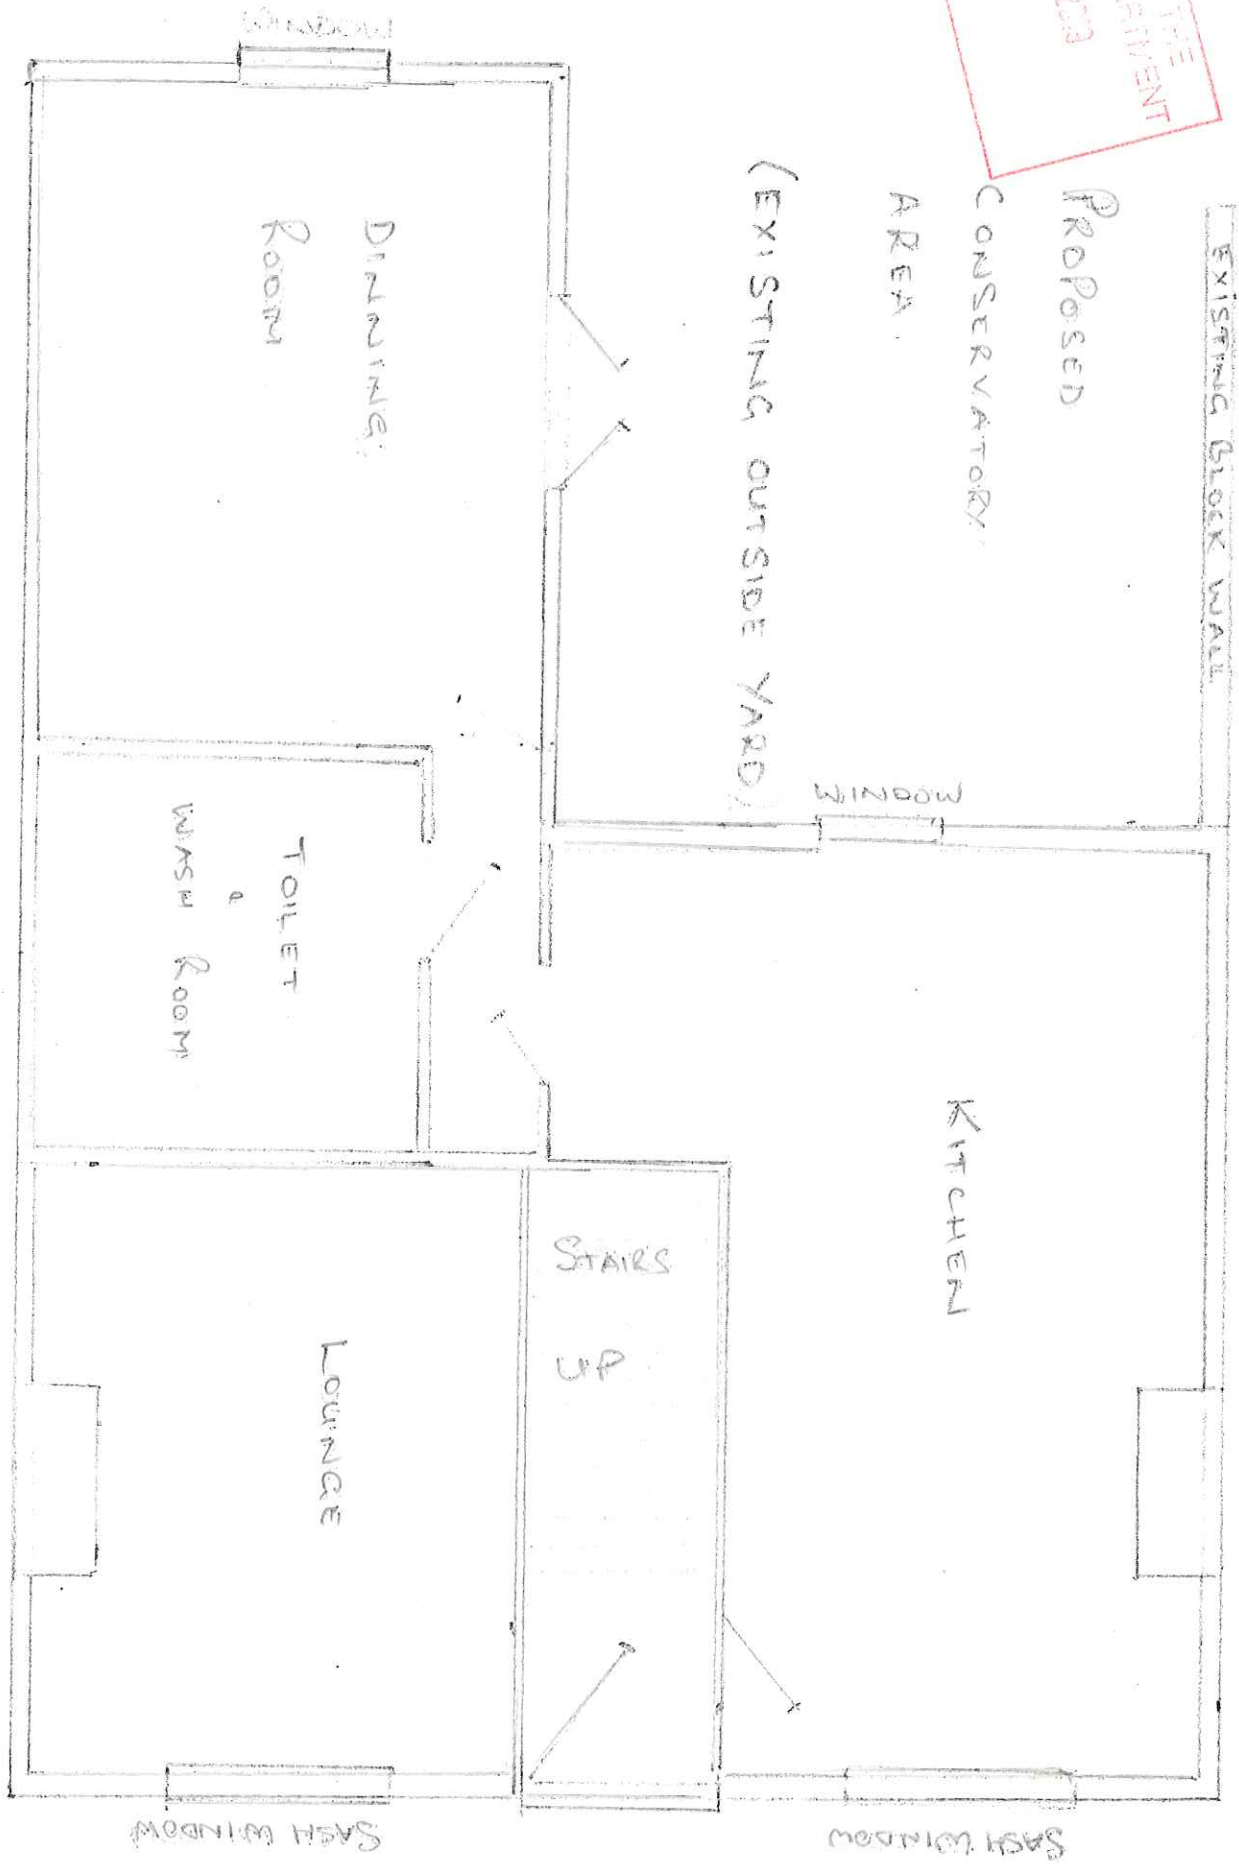 WINDOW
THE
EXISTING BLOCK WALL
PROPOSED
CONSERVATORY
AREA.
(EXISTING OUTSIDE YARD)
DINNING
ROOM
WINDOW
TOILET
&
WASH ROOM
KITCHEN
STAIRS
UP
LOUNGE
SASH WINDOW
SASH WINDOW